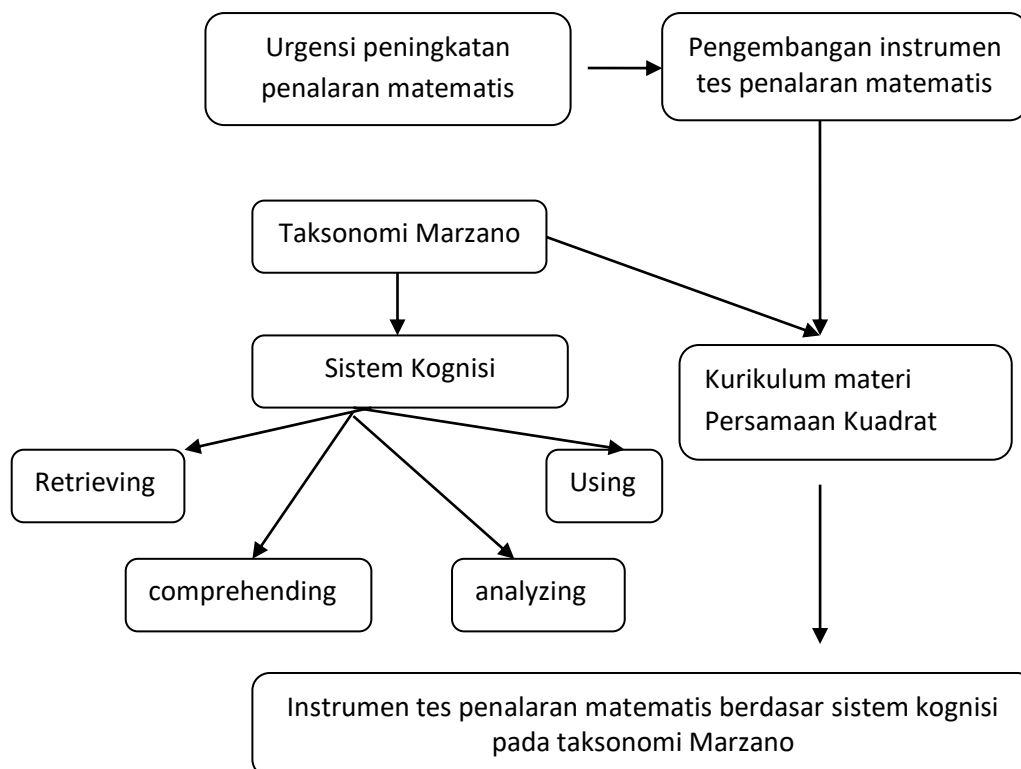 Urgensi peningkatan
penalaran matematis
Pengembangan instrumen
tes penalaran matematis
Taksonomi Marzano
Sistem Kognisi
Kurikulum materi
Persamaan Kuadrat
Retrieving
Using
comprehending
analyzing
Instrumen tes penalaran matematis berdasar sistem kognisi
pada taksonomi Marzano